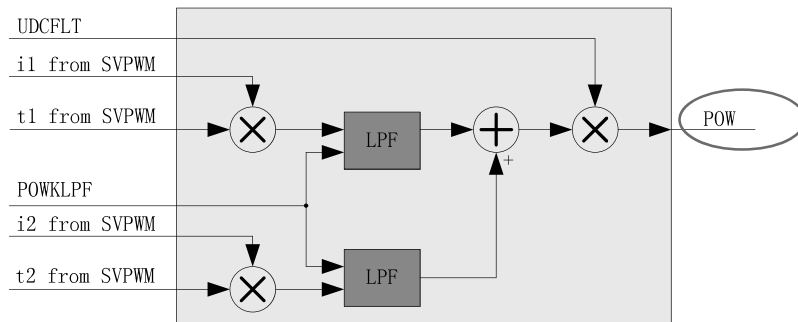 UDCFLT
i1 from SVPWM
t1 from SVPWM
LPF
POW
+
POWKLPF
i2 from SVPWM
t2 from SVPWM
LPF